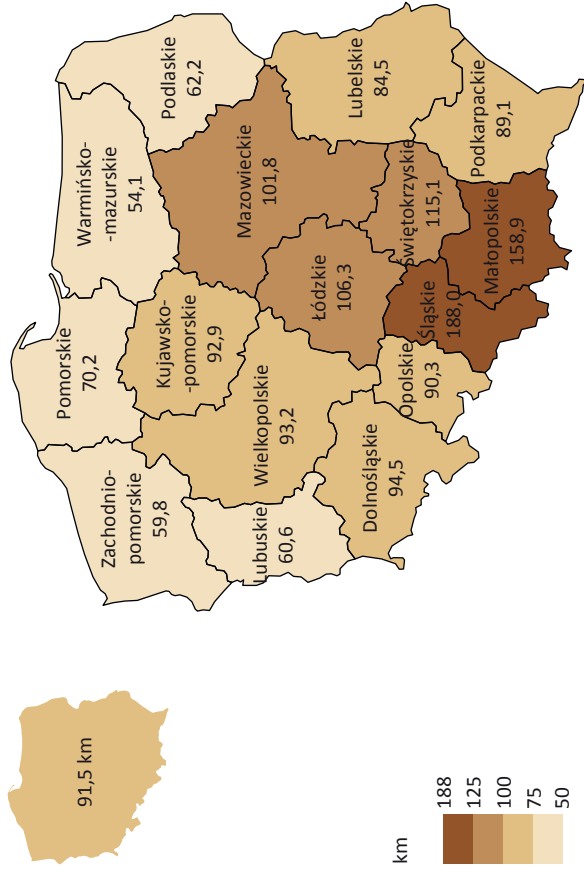 91,5 km
km
188
125
100
75
50
Zachodnio-
pomorskie
59,8
Pomorskie
70,2
Warmińsko-
-mazurskie
54,1
Podlaskie
62,2
Lubuskie
60,6
Wielkopolskie
93,2
Kujawsko-
-pomorskie
92,9
Mazowieckie
101,8
Łódzkie
106,3
Dolnośląskie
94,5
Opolskie
90,3
Śląskie
188,0
Świętokrzyskie
115,1
Lubelskie
84,5
Małopolskie
158,9
Podkarpackie
89,1